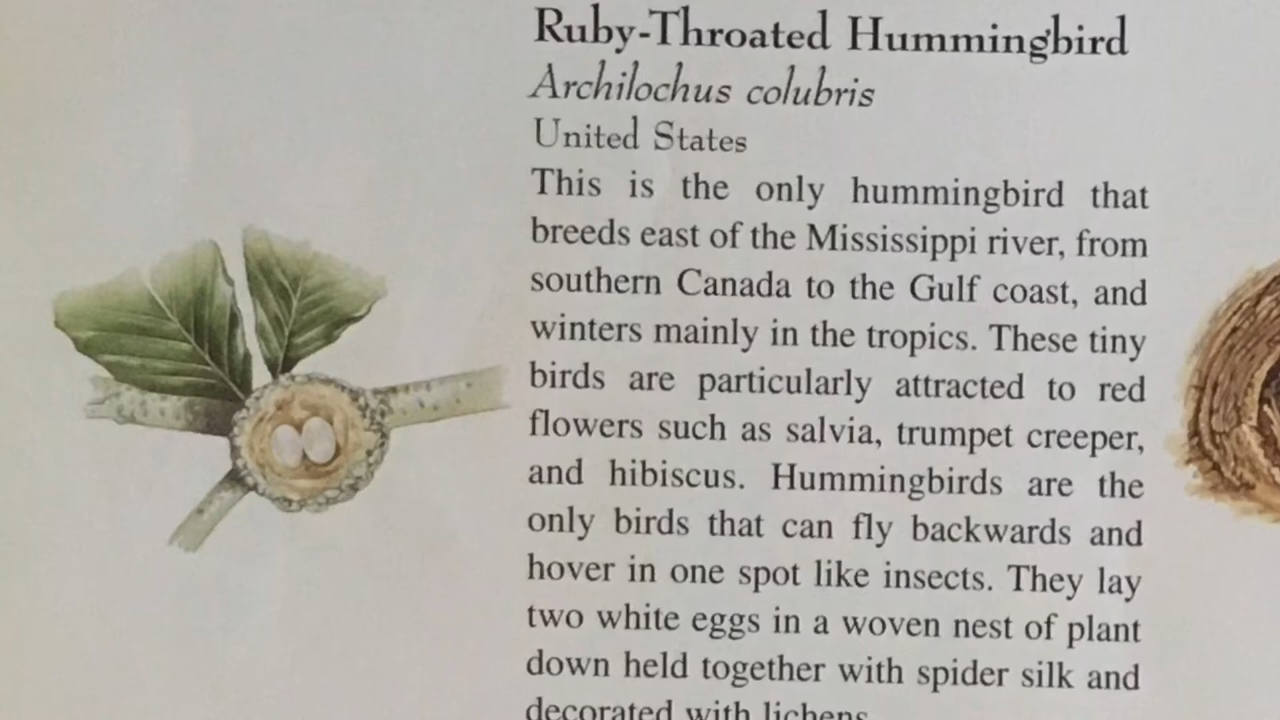 Ruby-Throated Hummingbird
Archilochus colubris
United States
This is the only hummingbird that
breeds east of the Mississippi river, from
southern Canada to the Gulf coast, and
winters mainly in the tropics. These tiny
birds are particularly attracted to red
flowers such as salvia, trumpet creeper,
and hibiscus. Hummingbirds are the
only birds that can fly backwards and
hover in one spot like insects. They lay
two white eggs in a woven nest of plant
down held together with spider silk and
decorated with lichens.